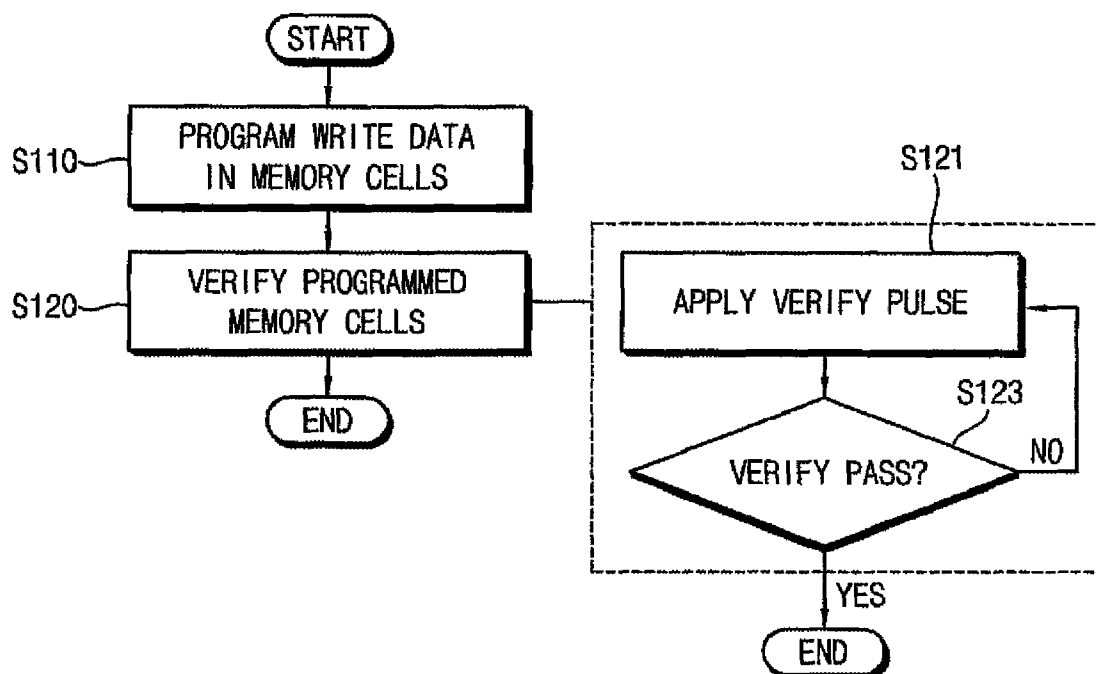 START
S110
PROGRAM WRITE DATA
IN MEMORY CELLS
S120
VERIFY PROGRAMMED
MEMORY CELLS
END
S121
APPLY VERIFY PULSE
S123
VERIFY PASS?
NO
YES
END